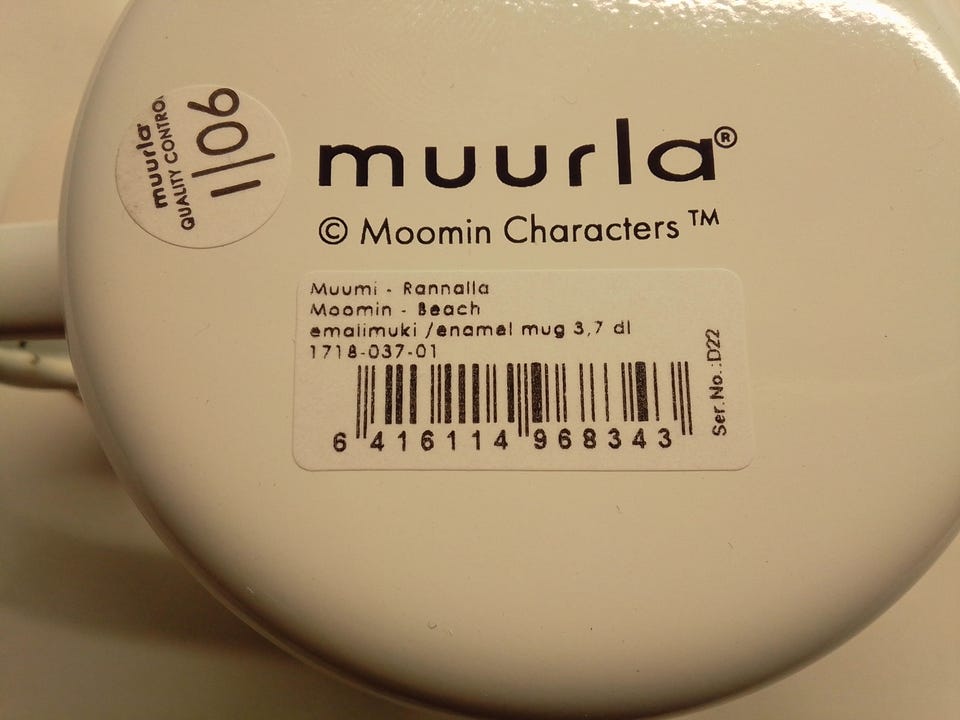 muurla
QUALITY CONTROL
1/06
muurla®
© Moomin Characters ™
Muumi - Rannalla
Moomin - Beach
emalimuki /enamel mug 3,7 dl
1718-037-01
6 416114 968343
Ser.No.:D22